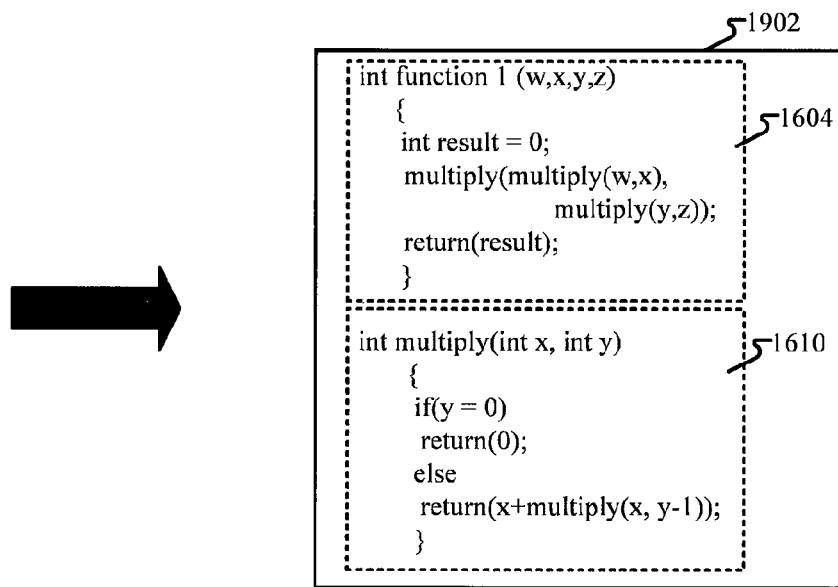 1902
int function 1 (w,x,y,z)
{
1604
int result = 0;
multiply(multiply(w,x),
multiply(y,z));
return(result);
}
int multiply(int x, int y)
1610
{
if(y = 0)
return(0);
else
return(x+multiply(x, y-1));
}